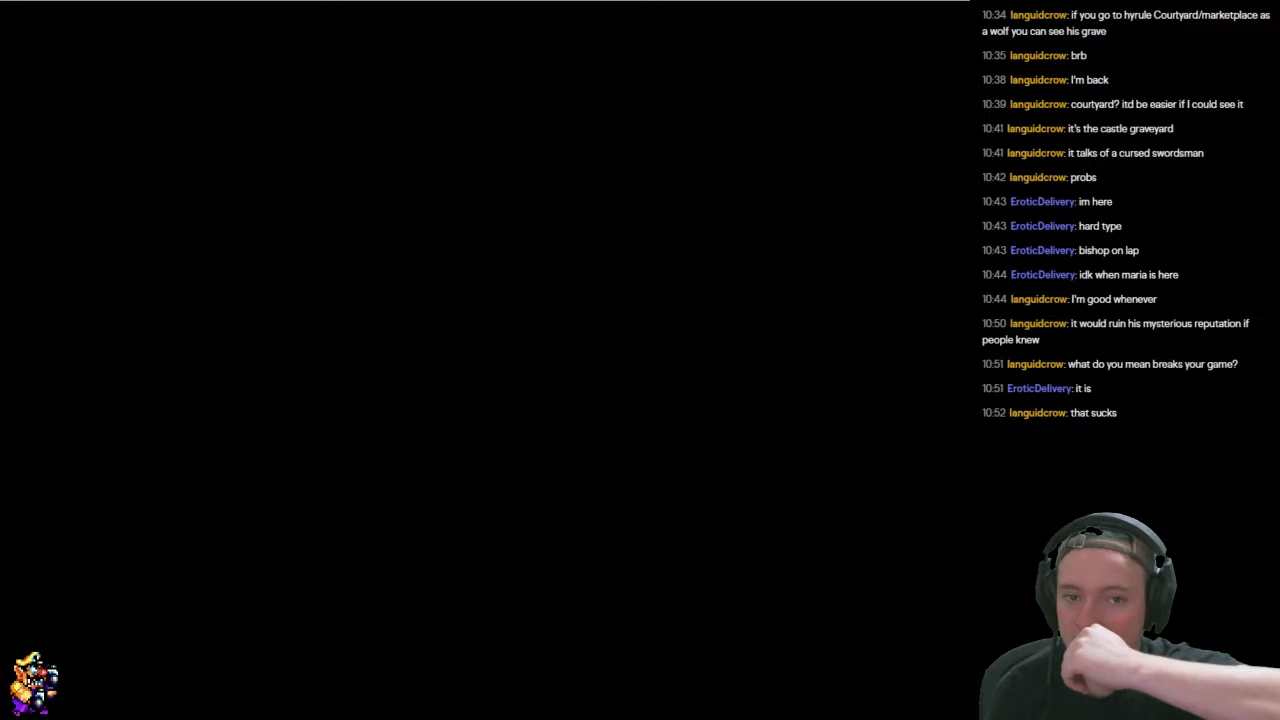 10:34 languidcrow: if you go to hyrule Courtyard/marketplace as
a wolf you can see his grave
10:35 languidcrow: brb
10:38 languidcrow: I'm back
10:39 languidcrow: courtyard? itd be easier if I could see it
10:41 languidcrow: it's the castle graveyard
10:41 languidcrow: it talks of a cursed swordsman
10:42 languidcrow: probs
10:43 EroticDelivery: im here
10:43 EroticDelivery: hard type
10:43 EroticDelivery: bishop on lap
10:44 EroticDelivery: idk when maria is here
10:44 languidcrow: I'm good whenever
10:50 languidcrow: it would ruin his mysterious reputation if
people knew
10:51 languidcrow: what do you mean breaks your game?
10:51 EroticDelivery: it is
10:52 languidcrow: that sucks